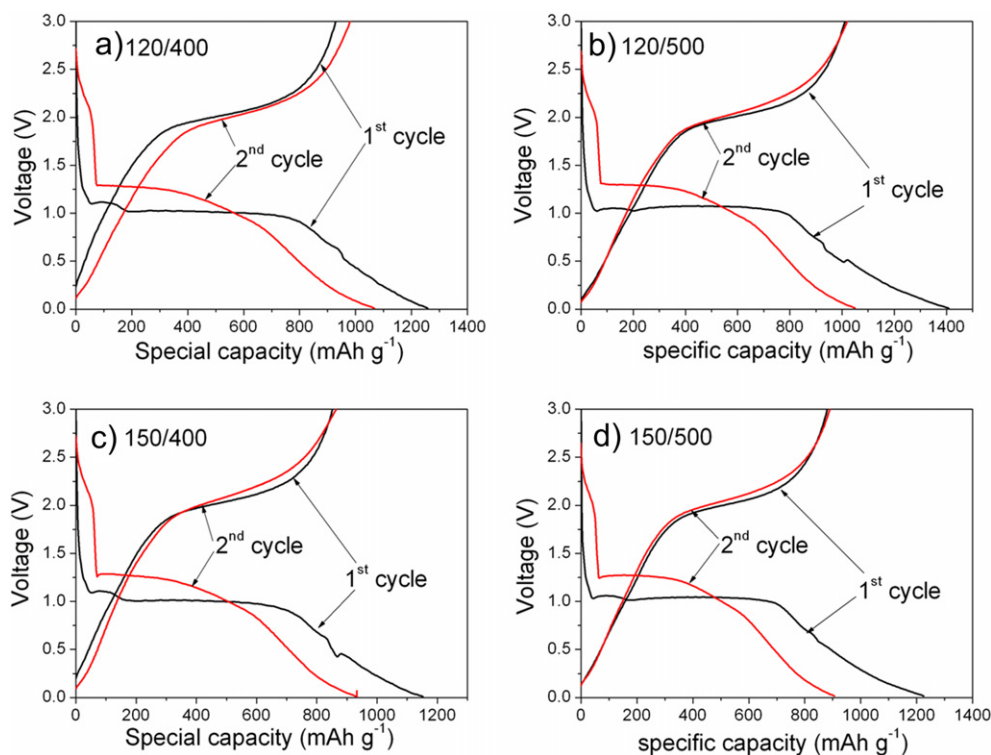 a) 120/400
3.0
2.5
2.0
1.5
1.0
0.5
0.0
Voltage (V)
1st cycle
2nd cycle
0 200 400 600 800 1000 1200 1400
Special capacity (mAh g-1)
b) 120/500
3.0
2.5
2.0
1.5
1.0
0.5
0.0
Voltage (V)
2nd cycle
1st cycle
0 200 400 600 800 1000 1200 1400
specific capacity (mAh g-1)
c) 150/400
3.0
2.5
2.0
1.5
1.0
0.5
0.0
Voltage (V)
2nd cycle
1st cycle
0 200 400 600 800 1000 1200
Special capacity (mAh g-1)
d) 150/500
3.0
2.5
2.0
1.5
1.0
0.5
0.0
Voltage (V)
2nd cycle
1st cycle
0 200 400 600 800 1000 1200 1400
specific capacity (mAh g-1)